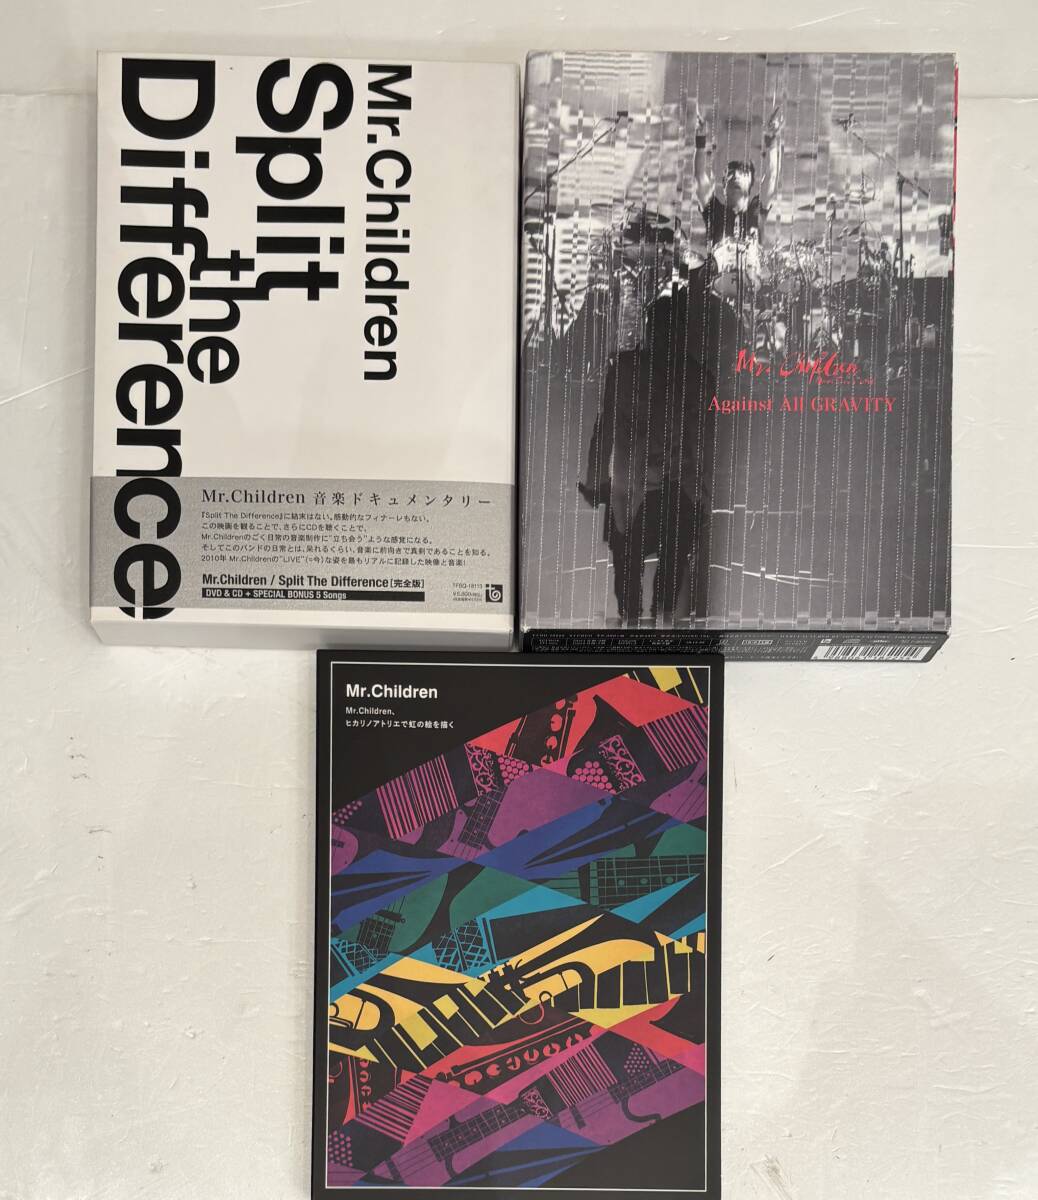 Mr.Children
Split
the
Difference
Mr.Children 音楽ドキュメンタリー
『Split The Difference』に結末はない。感動的なフィナーレもない。
この映画を観ることで、さらにCDを聴くことで、
Mr.Childrenのごく日常の音楽制作に“立ち会う”ような感覚になる。
そしてこのバンドの日常とは、呆れるくらい、音楽に前向きで真剣であることを知る。
2010年 Mr.Childrenの“LIVE”(=今)な姿を最もリアルに記録した映像と音楽!
Mr.Children / Split The Difference[完全版]
DVD & CD + SPECIAL BONUS 5 Songs
TFBQ-18113
Mr. Children
Against All GRAVITY
Mr.Children
Mr.Children、
ヒカリノアトリエで虹の絵を描く